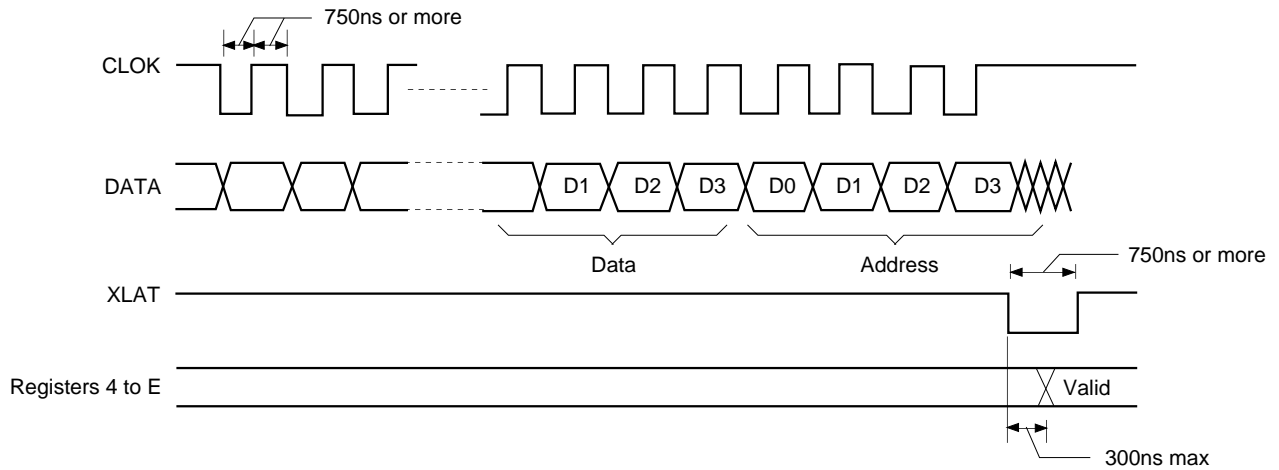 750ns or more
CLOK
DATA
D1 D2 D3 D0 D1 D2 D3
Data Address
750ns or more
XLAT
Registers 4 to E
Valid
300ns max